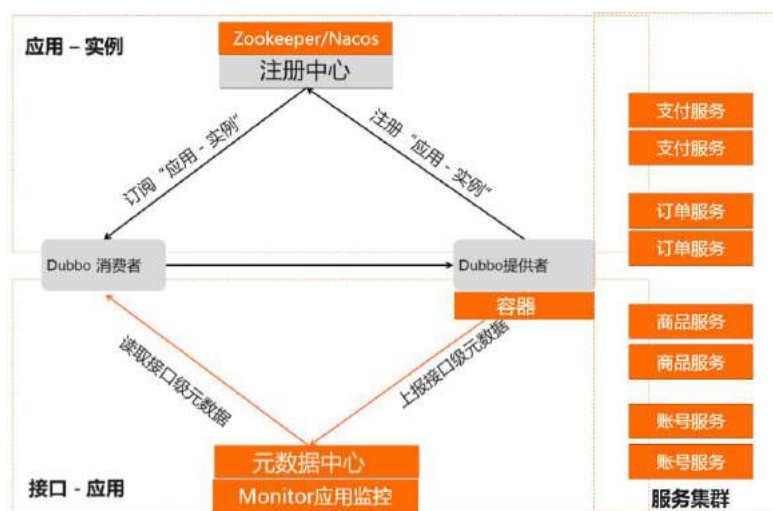 应用 – 实例
Zookeeper/Nacos
注册中心
订阅 “应用 - 实例“
注册 “应用 - 实例“
Dubbo 消费者
Dubbo提供者
容器
读取接口级元数据
上报接口级元数据
元数据中心
Monitor应用监控
接口 - 应用
支付服务
支付服务
订单服务
订单服务
商品服务
商品服务
账号服务
账号服务
服务集群